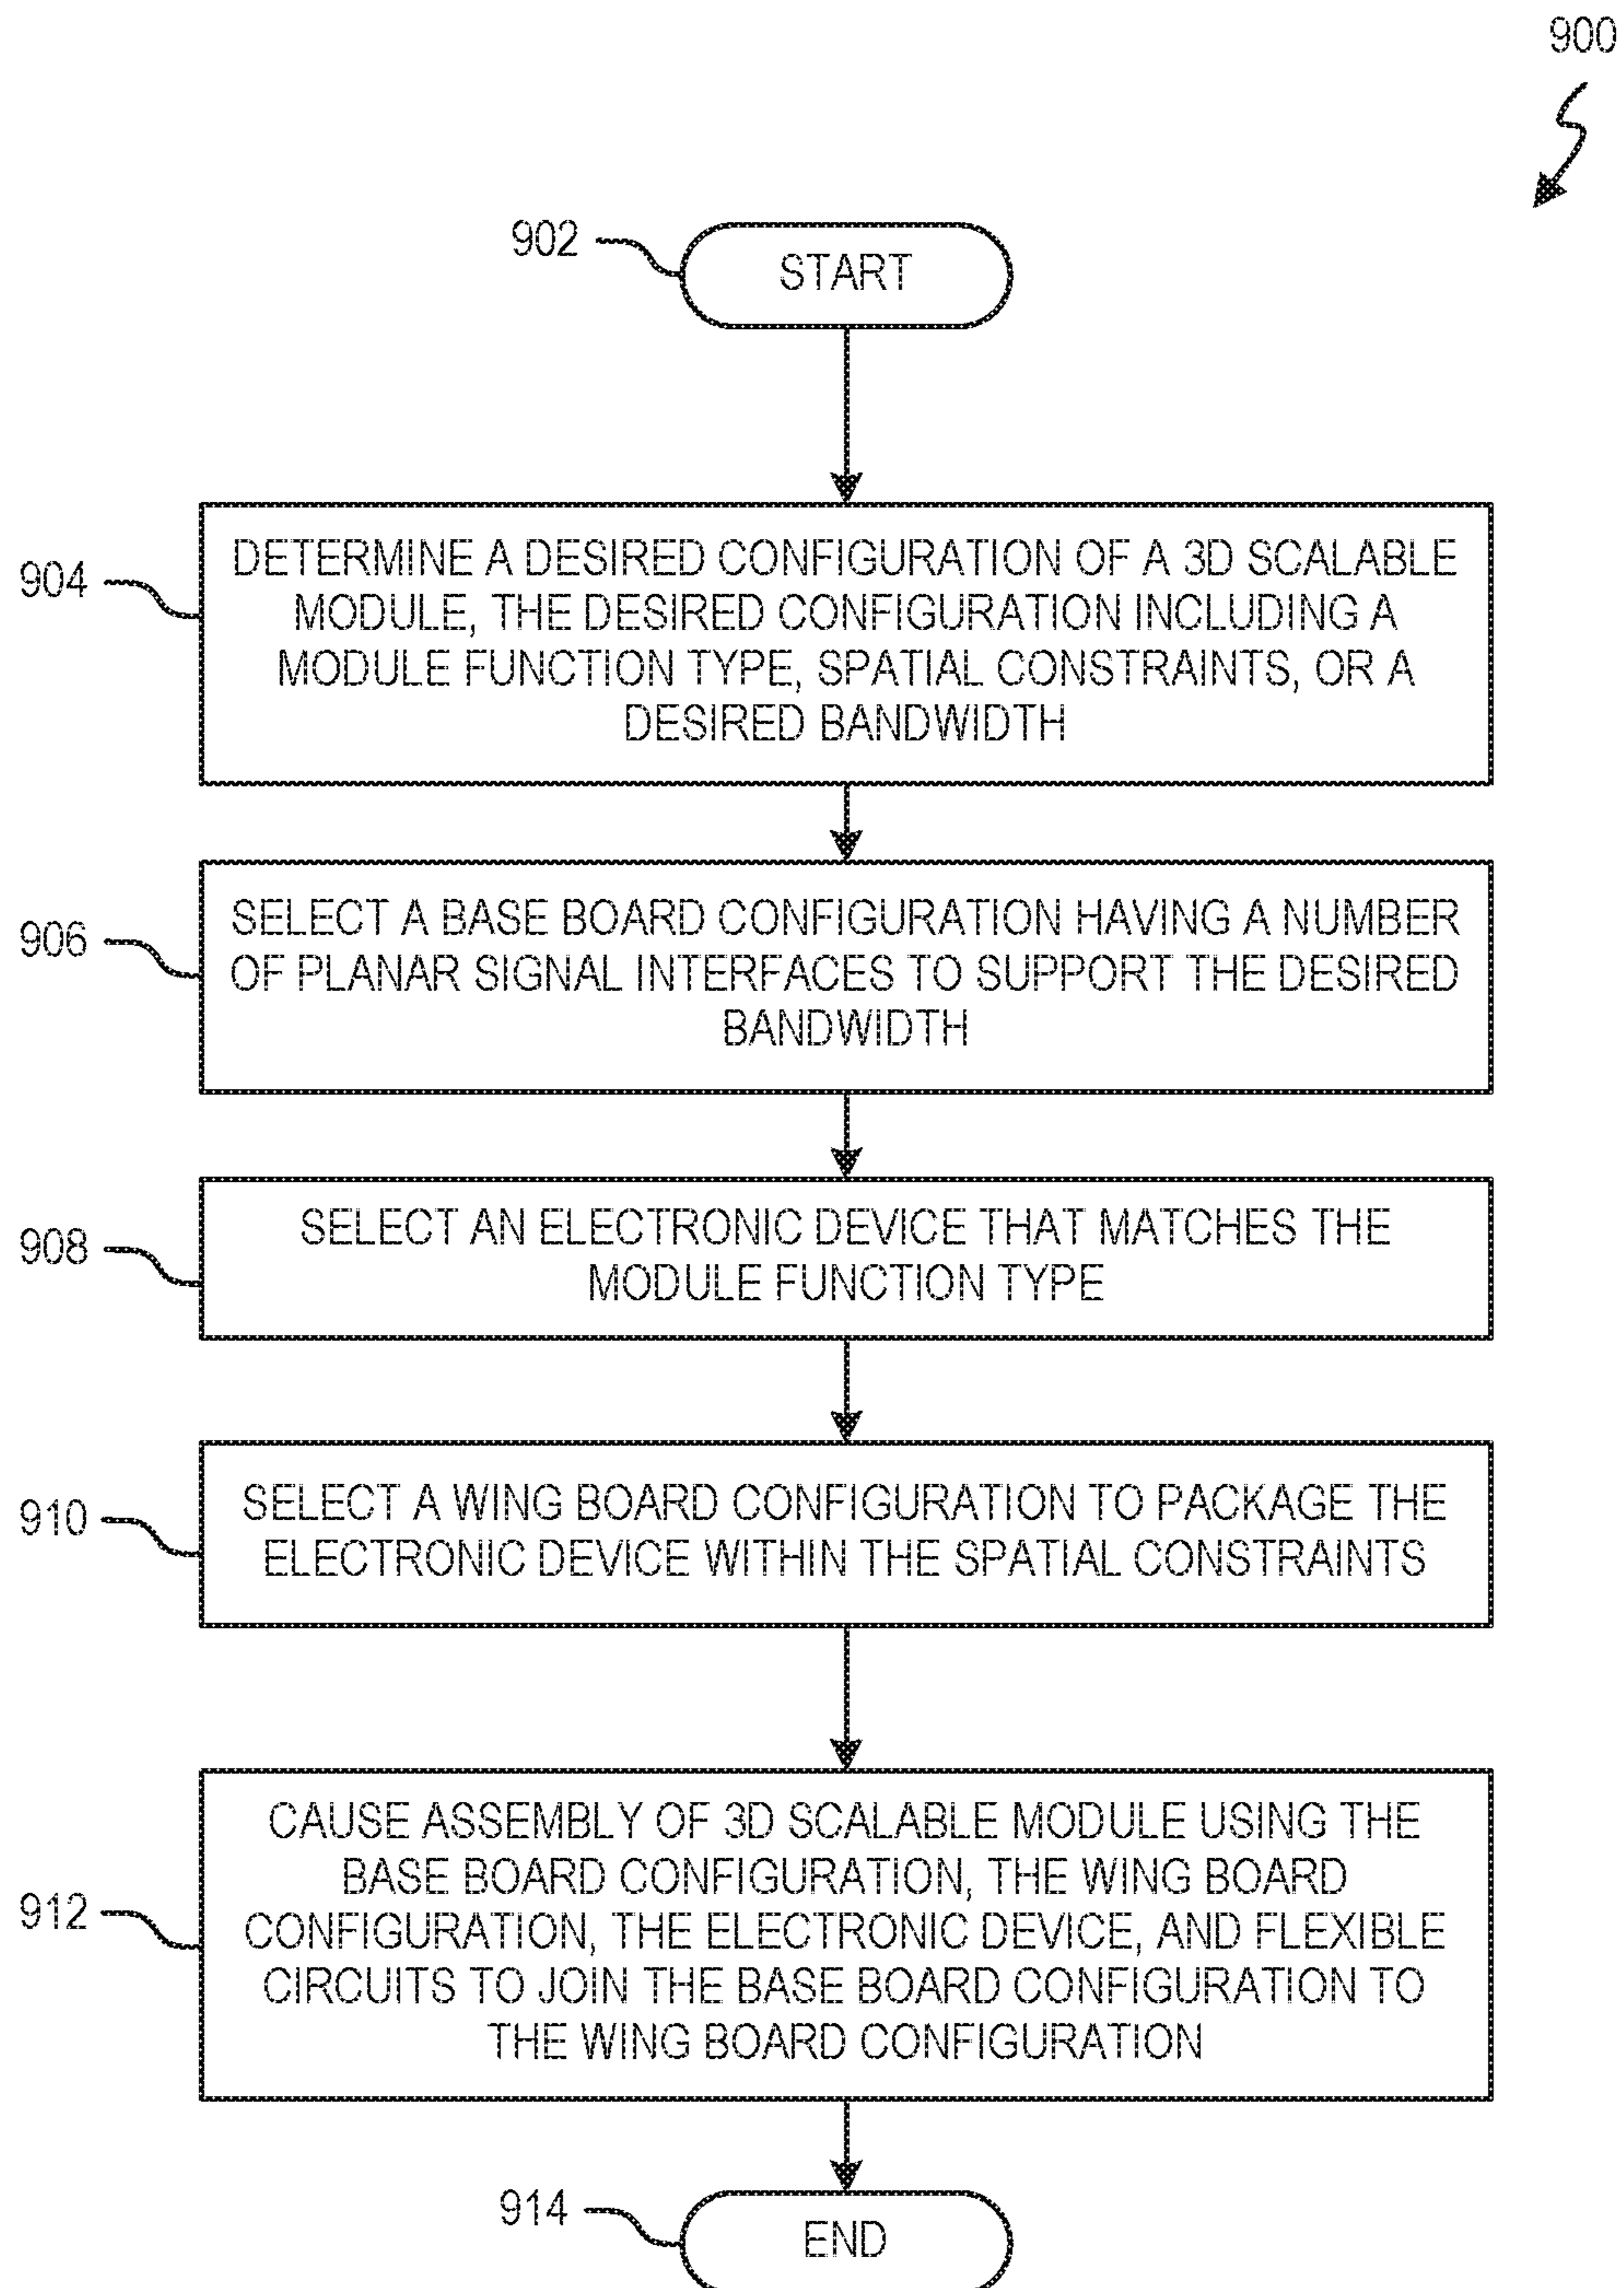 900
902
START
904
DETERMINE A DESIRED CONFIGURATION OF A 3D SCALABLE
MODULE, THE DESIRED CONFIGURATION INCLUDING A
MODULE FUNCTION TYPE, SPATIAL CONSTRAINTS, OR A
DESIRED BANDWIDTH
906
SELECT A BASE BOARD CONFIGURATION HAVING A NUMBER
OF PLANAR SIGNAL INTERFACES TO SUPPORT THE DESIRED
BANDWIDTH
908
SELECT AN ELECTRONIC DEVICE THAT MATCHES THE
MODULE FUNCTION TYPE
910
SELECT A WING BOARD CONFIGURATION TO PACKAGE THE
ELECTRONIC DEVICE WITHIN THE SPATIAL CONSTRAINTS
912
CAUSE ASSEMBLY OF 3D SCALABLE MODULE USING THE
BASE BOARD CONFIGURATION, THE WING BOARD
CONFIGURATION, THE ELECTRONIC DEVICE, AND FLEXIBLE
CIRCUITS TO JOIN THE BASE BOARD CONFIGURATION TO
THE WING BOARD CONFIGURATION
914
END